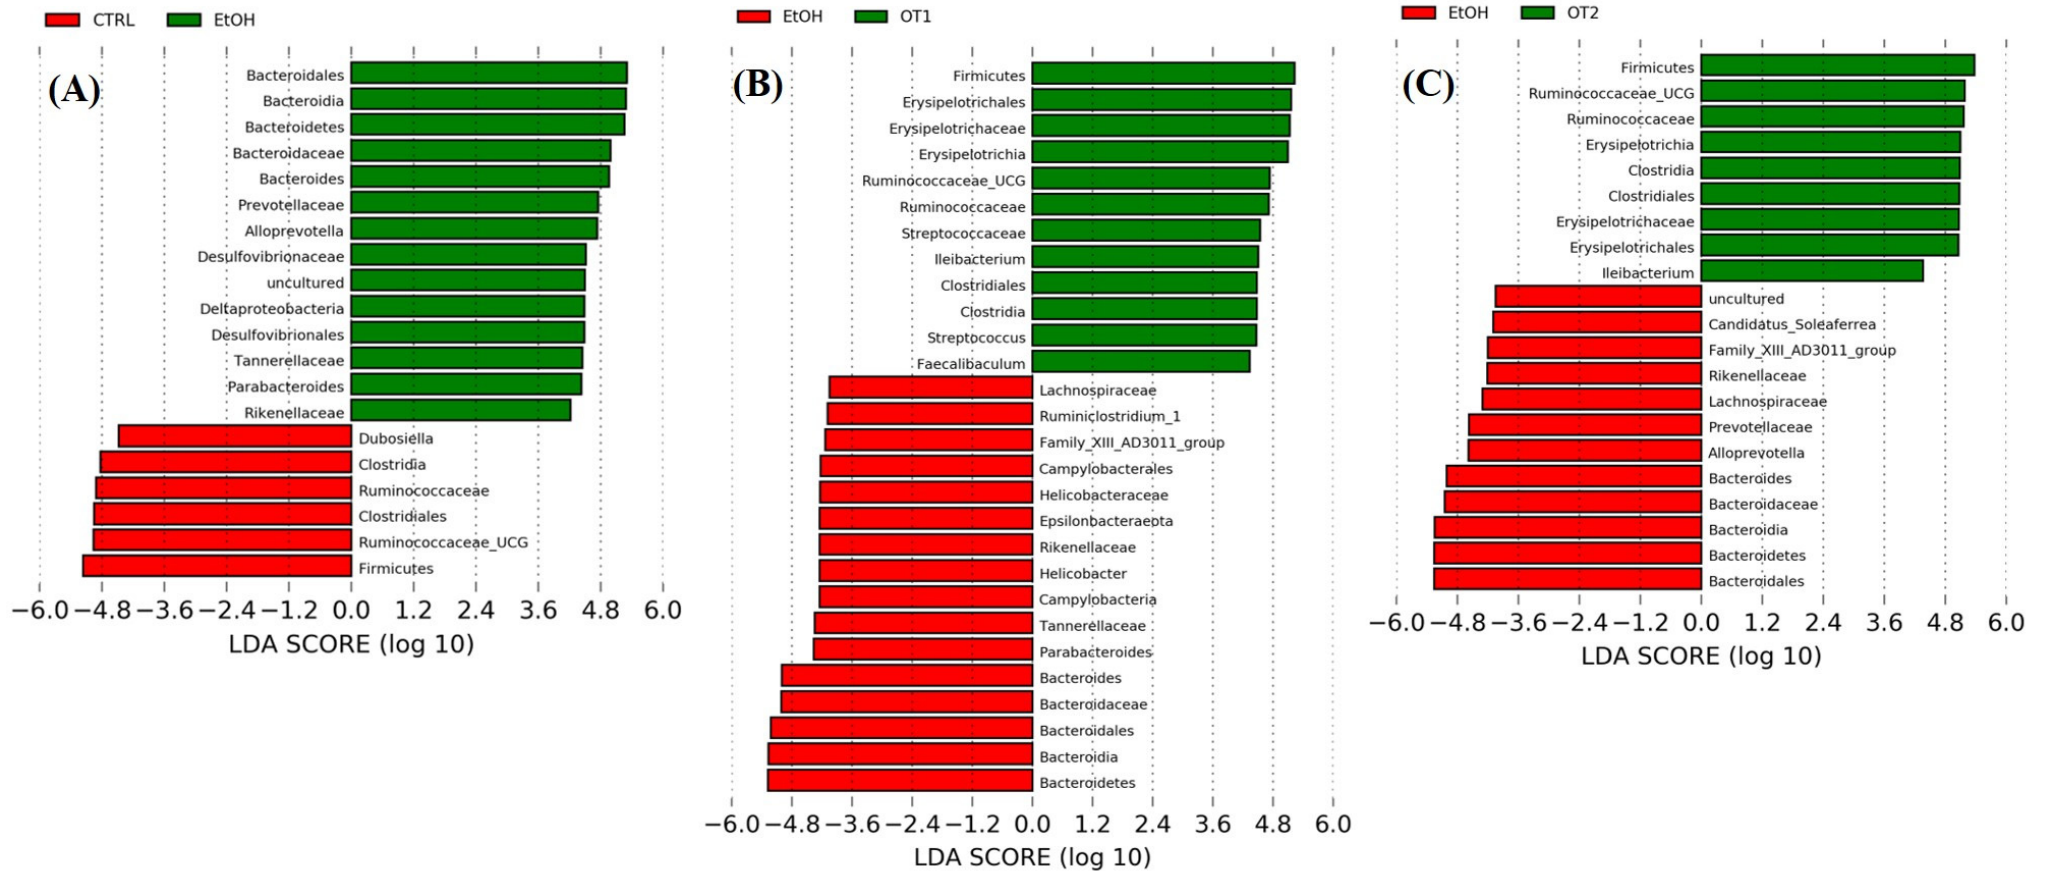 CTRL EtOH
(A)
Bacteroidales
Bacteroidia
Bacteroidetes
Bacteroidaceae
Bacteroides
Prevotellaceae
Alloprevotella
Desulfovibrionaceae
uncultured
Deltaproteobacteria
Desulfovibrionales
Tannerellaceae
Parabacteroides
Rikenellaceae
Dubosiella
Clostridia
Ruminococcaceae
Clostridiales
Ruminococcaceae_UCG
Firmicutes
−6.0 −4.8 −3.6 −2.4 −1.2 0.0 1.2 2.4 3.6 4.8 6.0
LDA SCORE (log 10)
EtOH OT1
(B)
Firmicutes
Erysipelotrichales
Erysipelotrichaceae
Erysipelotrichia
Ruminococcaceae_UCG
Ruminococcaceae
Streptococcaceae
Ileibacterium
Clostridiales
Clostridia
Streptococcus
Faecalibaculum
Lachnospiraceae
Ruminiclostridium_1
Family_XIII_AD3011_group
Campylobacterales
Helicobacteraceae
Epsilonbacteraeota
Rikenellaceae
Helicobacter
Campylobacteria
Tannerellaceae
Parabacteroides
Bacteroides
Bacteroidaceae
Bacteroidales
Bacteroidia
Bacteroidetes
−6.0 −4.8 −3.6 −2.4 −1.2 0.0 1.2 2.4 3.6 4.8 6.0
LDA SCORE (log 10)
EtOH OT2
(C)
Firmicutes
Ruminococcaceae_UCG
Ruminococcaceae
Erysipelotrichia
Clostridia
Clostridiales
Erysipelotrichaceae
Erysipelotrichales
Ileibacterium
uncultured
Candidatus_Soleaferrea
Family_XIII_AD3011_group
Rikenellaceae
Lachnospiraceae
Prevotellaceae
Alloprevotella
Bacteroides
Bacteroidaceae
Bacteroidia
Bacteroidetes
Bacteroidales
−6.0 −4.8 −3.6 −2.4 −1.2 0.0 1.2 2.4 3.6 4.8 6.0
LDA SCORE (log 10)